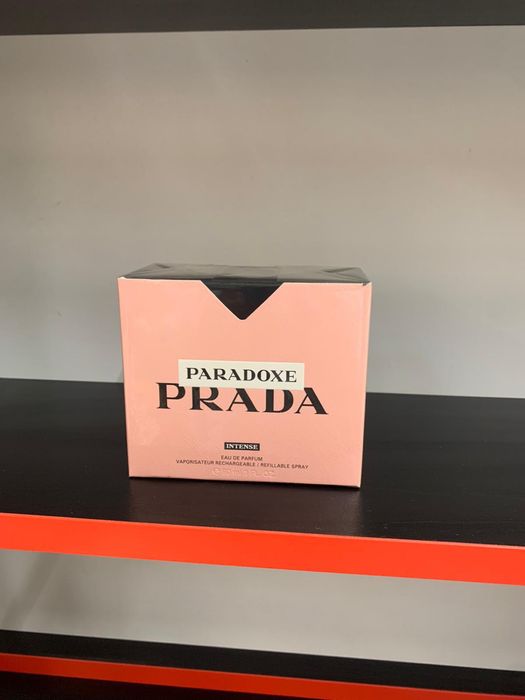 PARADOXE
PRADA
INTENSE
EAU DE PARFUM
VAPORISATEUR RECHARGEABLE / REFILLABLE SPRAY